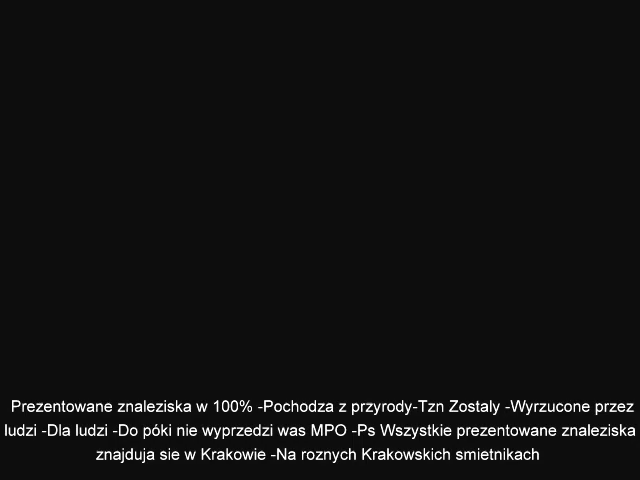 Prezentowane znaleziska w 100% -Pochodza z przyrody-Tzn Zostaly -Wyrzucone przez
ludzi -Dla ludzi -Do póki nie wyprzedzi was MPO -Ps Wszystkie prezentowane znaleziska
znajduja sie w Krakowie -Na roznych Krakowskich smietnikach